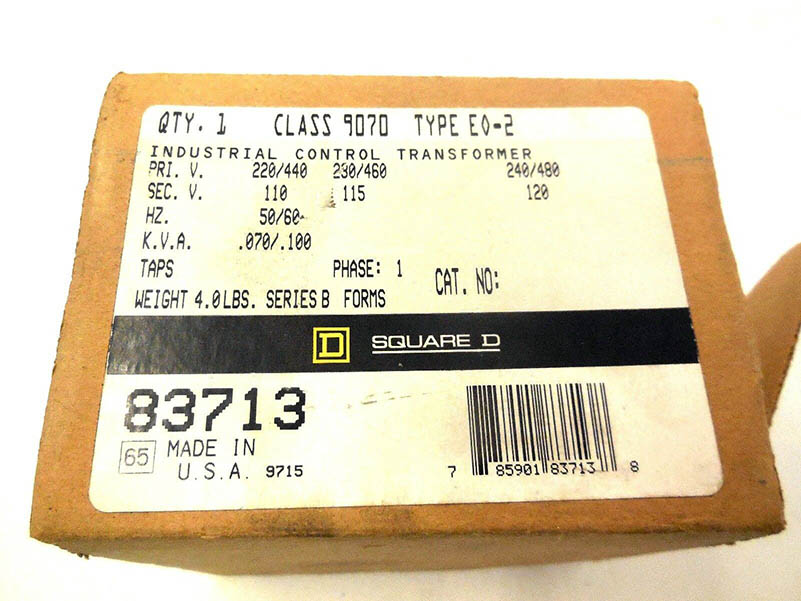 QTY. 1 CLASS 9070 TYPE EO-2
INDUSTRIAL CONTROL TRANSFORMER
PRI. V. 220/440 230/460 240/480
SEC. V. 110 115 120
HZ. 50/60
K.V.A. .070/.100
TAPS PHASE: 1 CAT. NO:
WEIGHT 4.0LBS. SERIES B FORMS
D SQUARE D
83713
65 MADE IN
U.S.A. 9715
7 85901 83713 8